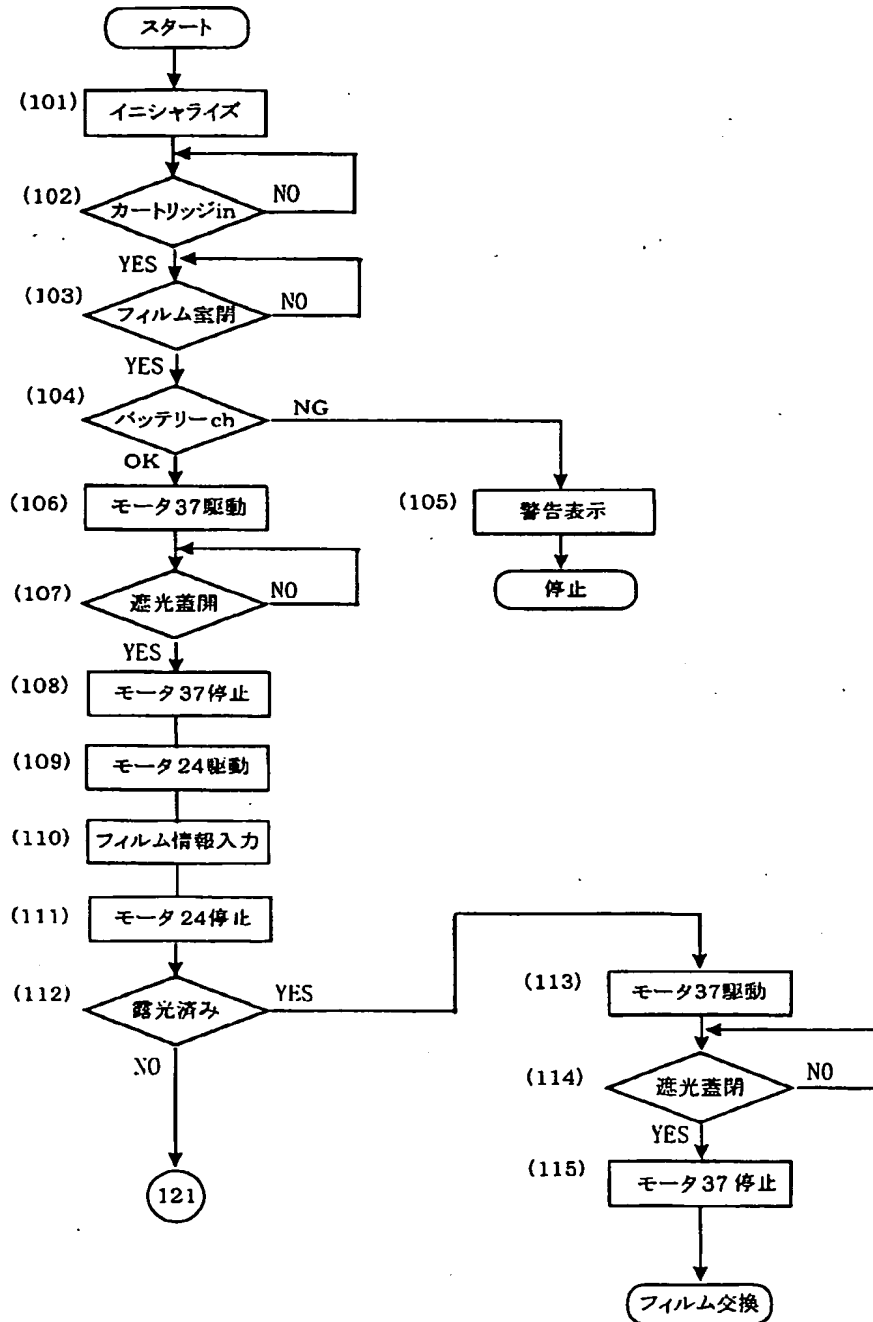 スタート
(101)
イニシャライズ
(102)
カートリッジin
NO
YES
(103)
フィルム室閉
NO
YES
(104)
バッテリーch
NG
OK
(105)
警告表示
停止
(106)
モータ37駆動
(107)
遮光蓋開
NO
YES
(108)
モータ37停止
(109)
モータ24駆動
(110)
フィルム情報入力
(111)
モータ24停止
(112)
露光済み
YES
NO
121
(113)
モータ37駆動
(114)
遮光蓋閉
NO
YES
(115)
モータ37停止
フィルム交換